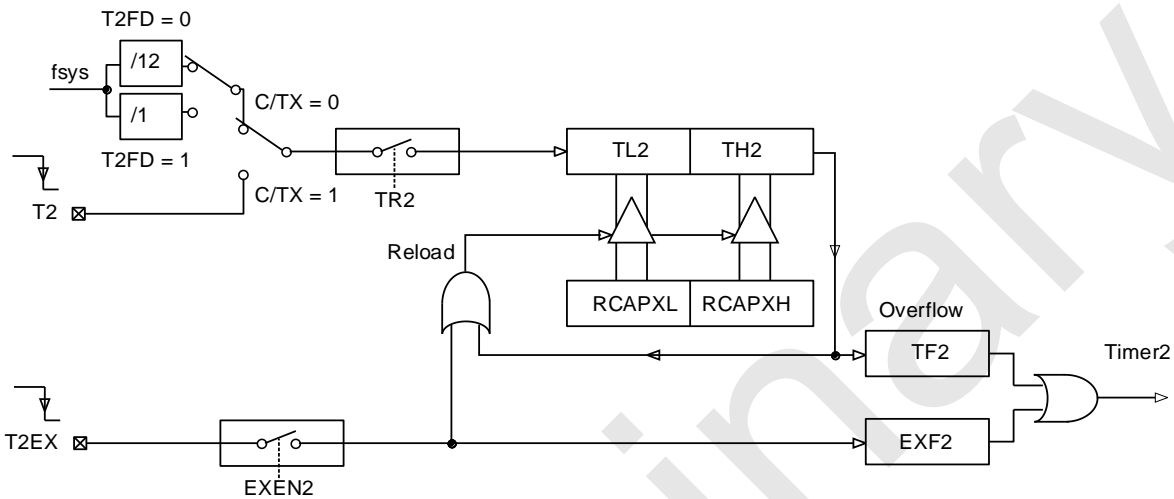 T2FD = 0
/12
fsys
C/TX = 0
/1
T2FD = 1
TL2
TH2
T2
C/TX = 1
TR2
Reload
RCAPXL
RCAPXH
Overflow
TF2
Timer2
T2EX
EXF2
EXEN2
inary